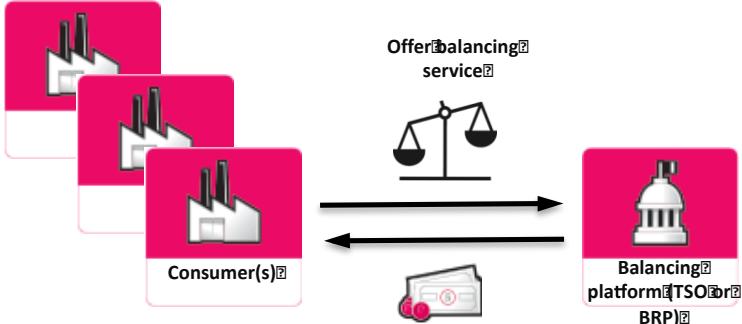 Offer balancing
service
Consumer(s)
Balancing
platform (TSO or
BRP)